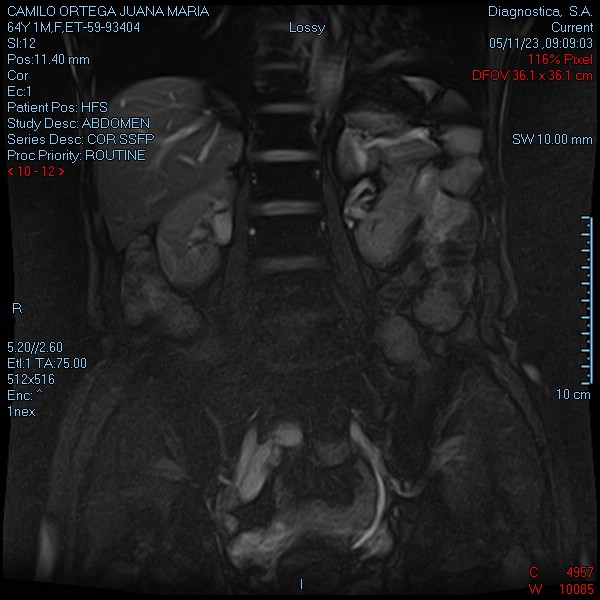 CAMILO ORTEGA JUANA MARIA
64Y 1M,F,ET-59-93404
Sl:12
Pos:11.40 mm
Cor
Ec:1
Patient Pos: HFS
Study Desc: ABDOMEN
Series Desc: COR SSFP
Proc Priority: ROUTINE
< 10 - 12 >
Lossy
Diagnostica, S.A.
Current
05/11/23 ,09:09:03
116% Pixel
DFOV 36.1 x 36.1 cm
SW 10.00 mm
R
5.20//2.60
Etl:1 TA:75.00
512x516
Enc: ^
1nex
10 cm
I
C 4957
W 10085